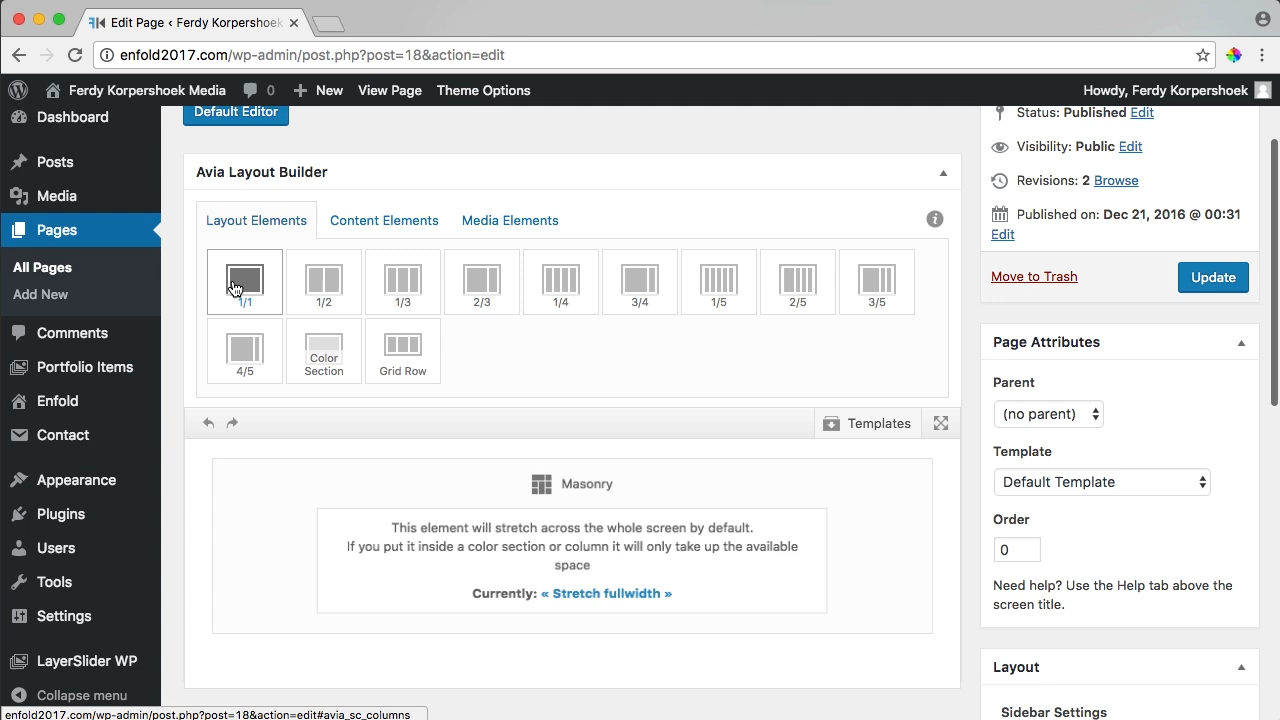 Edit Page ‹ Ferdy Korpershoek
enfold2017.com/wp-admin/post.php?post=18&action=edit
Ferdy Korpershoek Media
0
New
View Page
Theme Options
Howdy, Ferdy Korpershoek
Dashboard
Posts
Media
Pages
All Pages
Add New
Comments
Portfolio Items
Enfold
Contact
Appearance
Plugins
Users
Tools
Settings
LayerSlider WP
Collapse menu
Default Editor
Avia Layout Builder
Layout Elements
Content Elements
Media Elements
1/1
1/2
1/3
2/3
1/4
3/4
1/5
2/5
3/5
4/5
Color
Section
Grid Row
Templates
Masonry
This element will stretch across the whole screen by default.
If you put it inside a color section or column it will only take up the available
space
Currently: « Stretch fullwidth »
Status: Published Edit
Visibility: Public Edit
Revisions: 2 Browse
Published on: Dec 21, 2016 @ 00:31
Edit
Move to Trash
Update
Page Attributes
Parent
(no parent)
Template
Default Template
Order
0
Need help? Use the Help tab above the
screen title.
Layout
Sidebar Settings
enfold2017.com/wp-admin/post.php?post=18&action=edit#avia_sc_columns